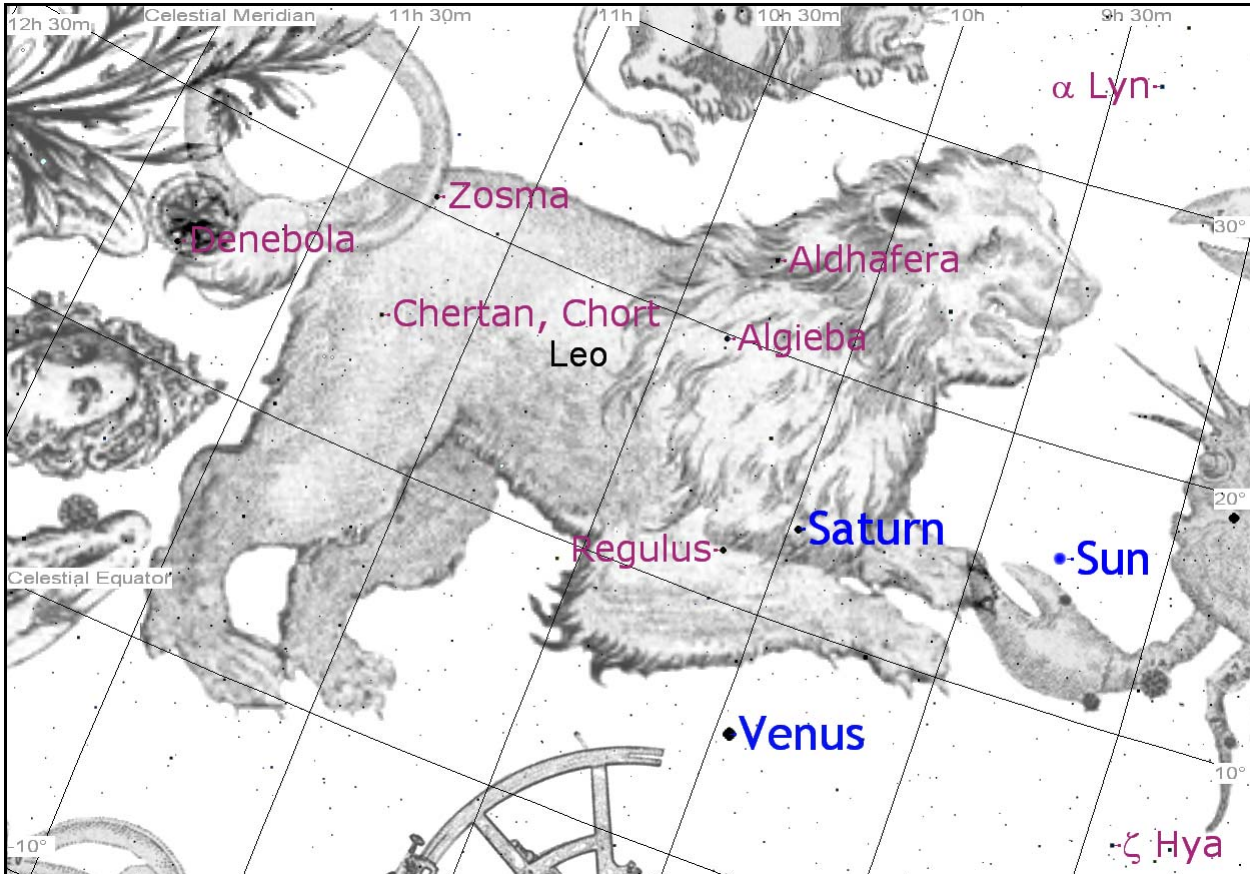 12h 30m
Celestial Meridian
11h 30m
11h
10h 30m
10h
9h 30m
α Lyn
Zosma
30°
Denebola
Aldhafera
Chertan, Chort
Algieba
Leo
20°
Saturn
Regulus
Sun
Celestial Equator
Venus
10°
-10°
ζ Hya